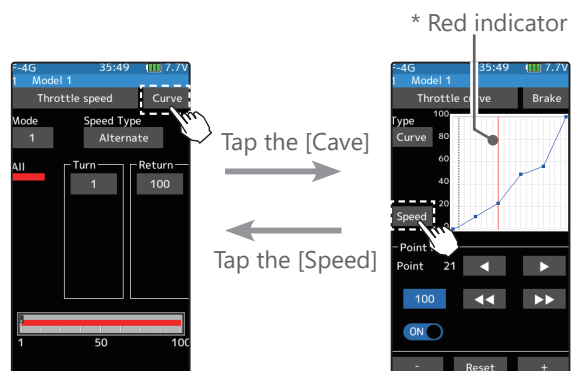 * Red indicator
F-4G 35:49 7.7V
1 Model 1
Throttle speed Curve
Mode Speed Type
1 Alternate
All
Turn Return
1 100
1 50 100
Tap the [Cave]
Tap the [Speed]
F-4G 35:49 7.7V
1 Model 1
Throttle curve Brake
Type
Curve
100
80
60
40
20
0
Speed
Point
Point 21
100
ON
- Reset +